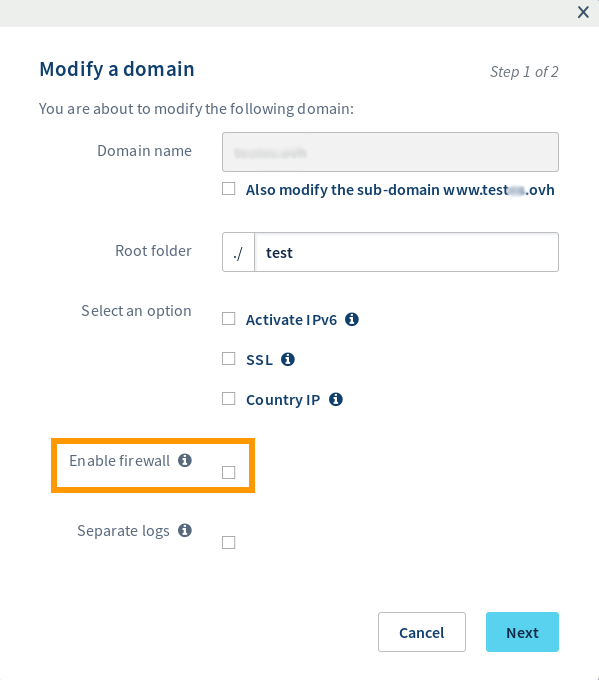 Modify a domain
Step 1 of 2
You are about to modify the following domain:
Domain name
Also modify the sub-domain www.test .ovh
Root folder
./ test
Select an option
Activate IPv6
SSL
Country IP
Enable firewall
Separate logs
Cancel
Next